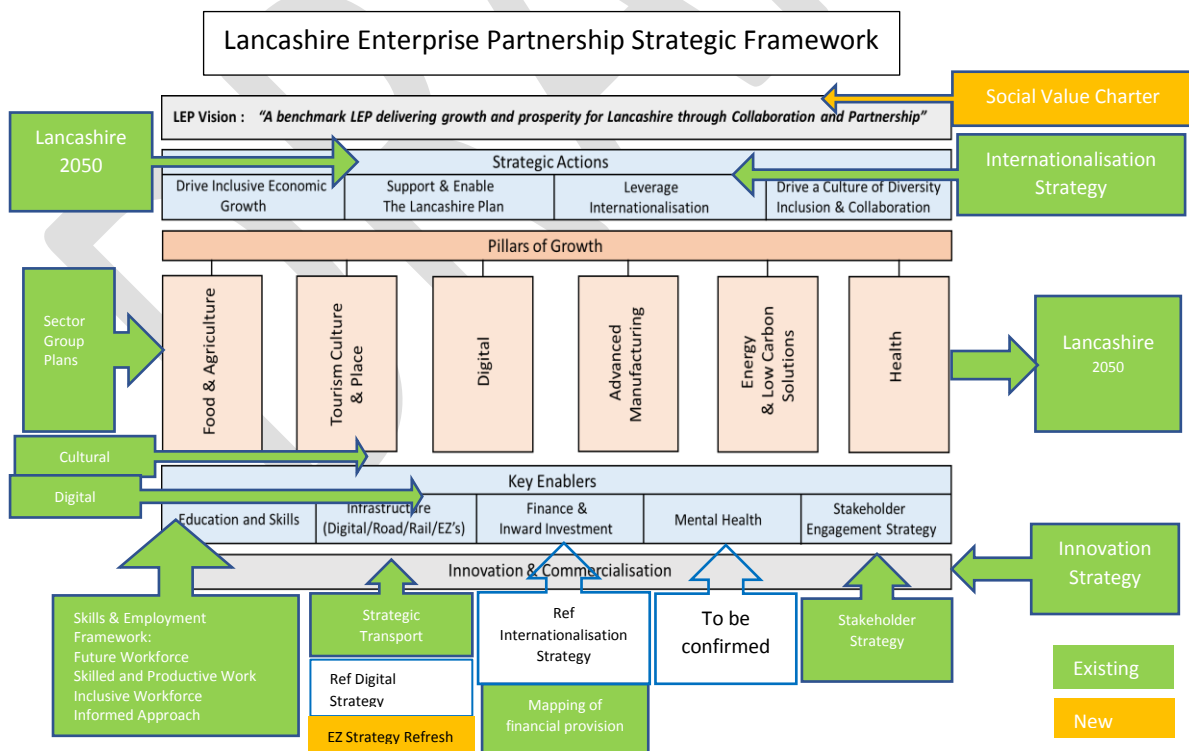 Lancashire Enterprise Partnership Strategic Framework
Social Value Charter
LEP Vision : "A benchmark LEP delivering growth and prosperity for Lancashire through Collaboration and Partnership"
Lancashire
2050
Internationalisation
Strategy
Strategic Actions
Drive Inclusive Economic
Growth
Support & Enable
The Lancashire Plan
Leverage
Internationalisation
Drive a Culture of Diversity
Inclusion & Collaboration
Pillars of Growth
Sector
Group
Plans
Food & Agriculture
Tourism Culture
& Place
Digital
Advanced
Manufacturing
Energy
& Low Carbon
Solutions
Health
Lancashire
2050
Cultural
Digital
Key Enablers
Education and Skills
Infrastructure
(Digital/Road/Rail/EZ's)
Finance &
Inward Investment
Mental Health
Stakeholder
Engagement Strategy
Innovation & Commercialisation
Innovation
Strategy
Skills & Employment
Framework:
Future Workforce
Skilled and Productive Work
Inclusive Workforce
Informed Approach
Strategic
Transport
Ref Digital
Strategy
EZ Strategy Refresh
Ref
Internationalisation
Strategy
Mapping of
financial provision
To be
confirmed
Stakeholder
Strategy
Existing
New